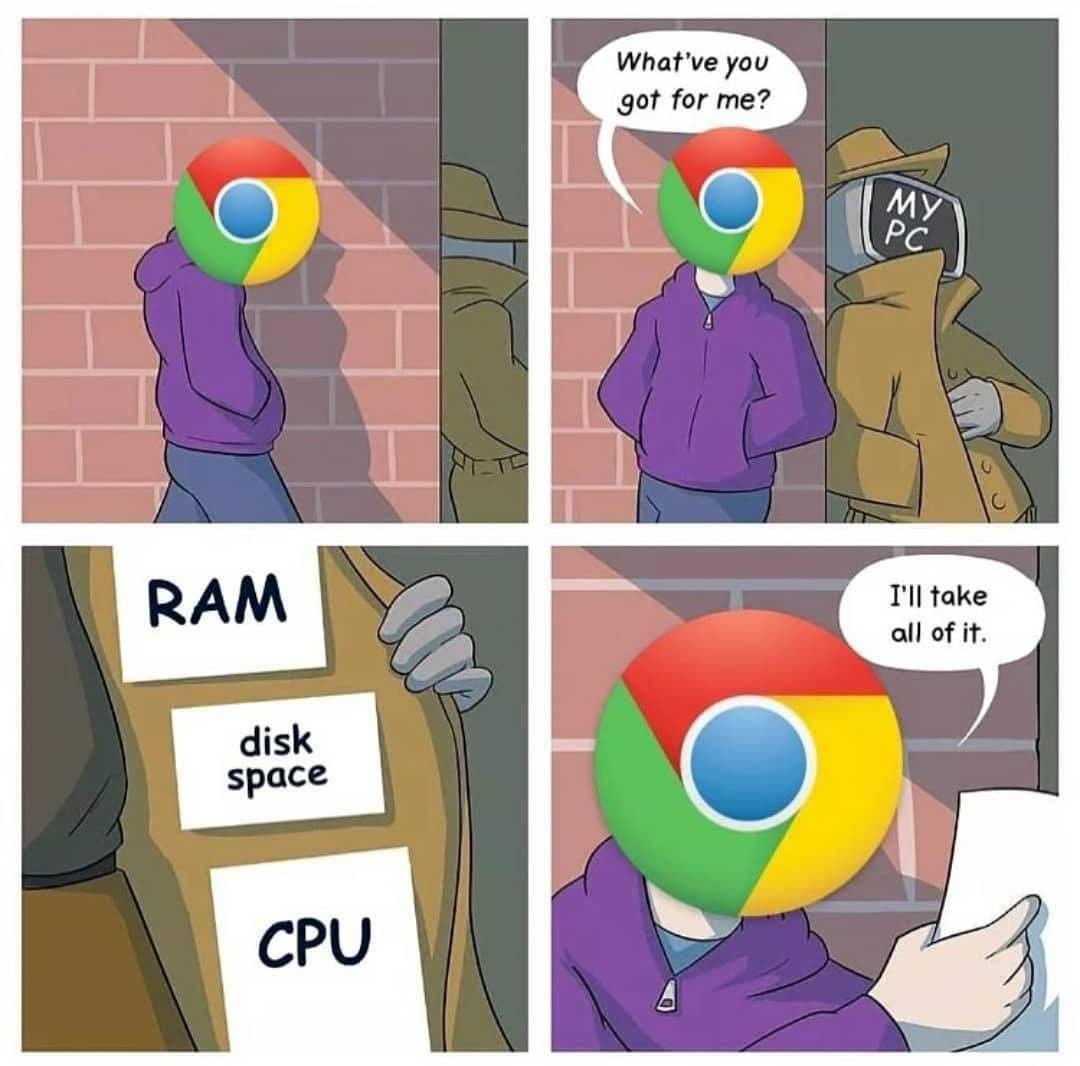 What've you
got for me?
MY
PC
RAM
disk
space
CPU
I'll take
all of it.